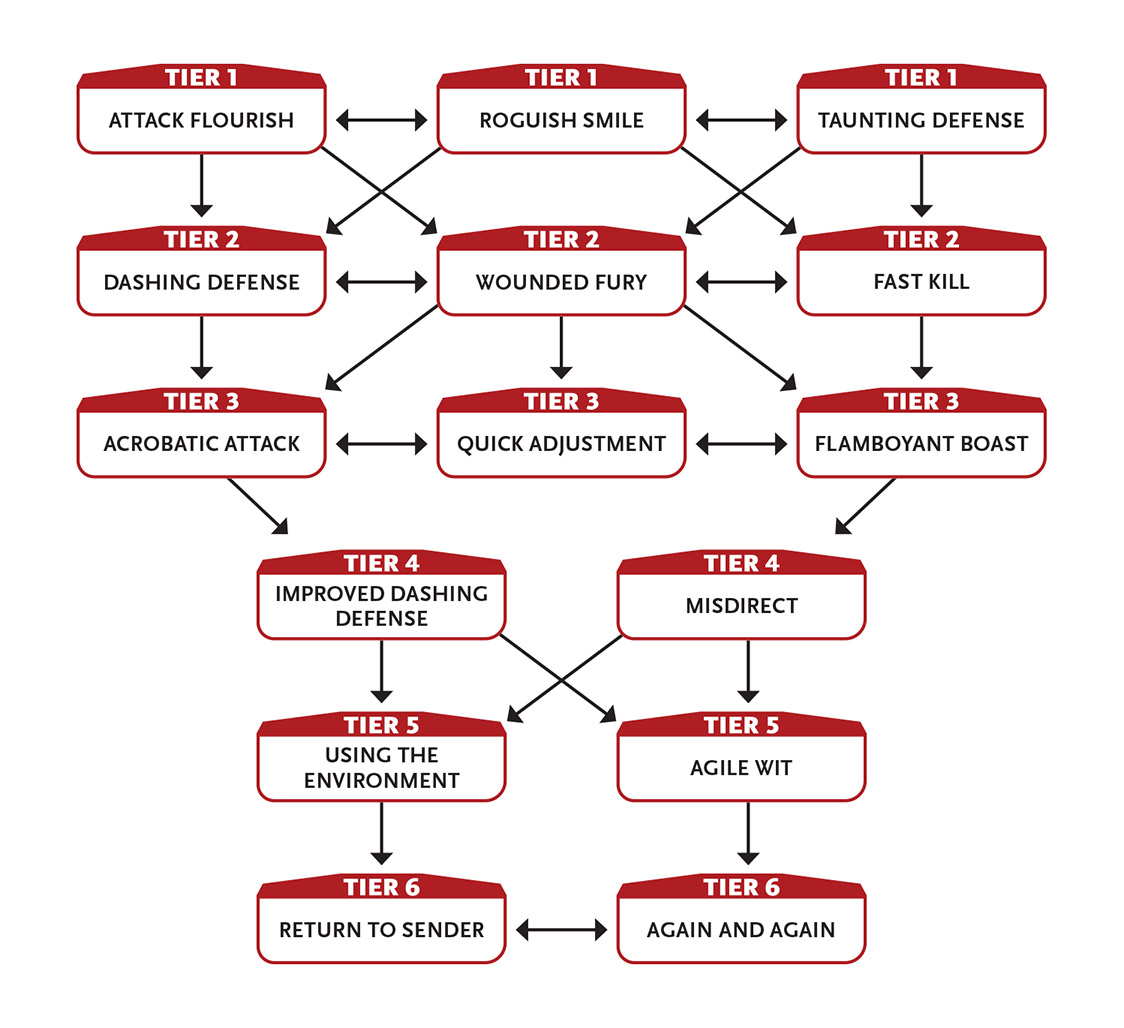 TIER 1
ATTACK FLOURISH
TIER 1
ROGUISH SMILE
TIER 1
TAUNTING DEFENSE
TIER 2
DASHING DEFENSE
TIER 2
WOUNDED FURY
TIER 2
FAST KILL
TIER 3
ACROBATIC ATTACK
TIER 3
QUICK ADJUSTMENT
TIER 3
FLAMBOYANT BOAST
TIER 4
IMPROVED DASHING
DEFENSE
TIER 4
MISDIRECT
TIER 5
USING THE
ENVIRONMENT
TIER 5
AGILE WIT
TIER 6
RETURN TO SENDER
TIER 6
AGAIN AND AGAIN